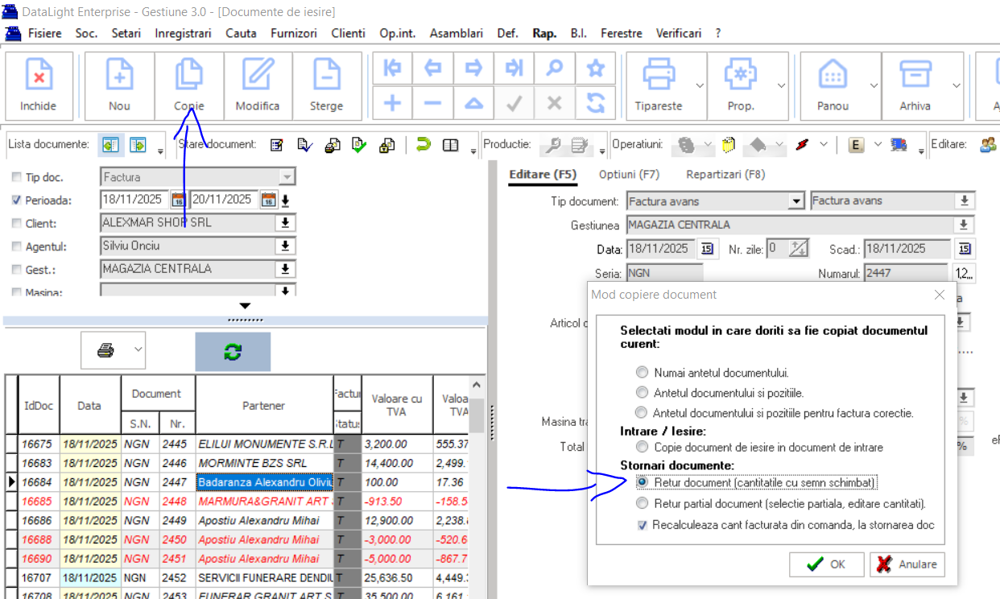 DataLight Enterprise - Gestiune 3.0 - [Documente de iesire]
Fisiere Soc. Setari Inregistrari Cauta Furnizori Clienti Op.int. Asamblari Def. Rap. B.I. Ferestre Verificari ?
Inchide Nou Copie Modifica Sterge Tipareste Prop. Panou Arhiva
Lista documente: Stare document: Productie: Operatiuni: E Editare:
Tip doc. Factura
Perioada: 18/11/2025 20/11/2025
Client: ALEXMAR SHOP SRL
Agentul: Silviu Onciu
Gest.: MAGAZIA CENTRALA
Masina:
Editare (F5) Optiuni (F7) Repartizari (F8)
Tip document: Factura avans Factura avans
Gestiunea MAGAZIA CENTRALA
Data: 18/11/2025 15 Nr. zile: 0 Scad.: 18/11/2025 15
Seria: NGN Numarul: 2447 1,2...
Articol
Masina
Total
Mod copiere document
Selectati modul in care doriti sa fie copiat documentul
curent:
Numai antetul documentului.
Antetul documentului si pozitiile.
Antetul documentului si pozitiile pentru factura corectie.
Intrare / Iesire:
Copie document de iesire in document de intrare
Stornari documente:
Retur document (cantitatile cu semn schimbat)
Retur partial document (selectie partiala, editare cantitati).
Recalculeaza cant facturata din comanda, la stornarea doc
OK Anulare
IdDoc Data Document Partener Valoare cu
TVA
S.N. Nr. TVA
16675 18/11/2025 NGN 2445 ELILUI MONUMENTE S.R.L T 3,200.00 555.37
16683 18/11/2025 NGN 2446 MORMINTE BZS SRL T 14,400.00 2,499.
16684 18/11/2025 NGN 2447 Badaranza Alexandru Oliviu T 100.00 17.36
16685 18/11/2025 NGN 2448 MARMURA&GRANIT ART T -913.50 -158.5
16686 18/11/2025 NGN 2449 Apostiu Alexandru Mihai T 12,900.00 2,238.
16688 18/11/2025 NGN 2450 Apostiu Alexandru Mihai T -3,000.00 -520.6
16690 18/11/2025 NGN 2451 Apostiu Alexandru Mihai T -5,000.00 -867.7
16707 18/11/2025 NGN 2452 SERVICII FUNERARE DENDIU T 25,636.50 4,449.
16708 18/11/2025 NGN 2453 FUNERAR GRANIT ART S T 35,500.00 6,161.